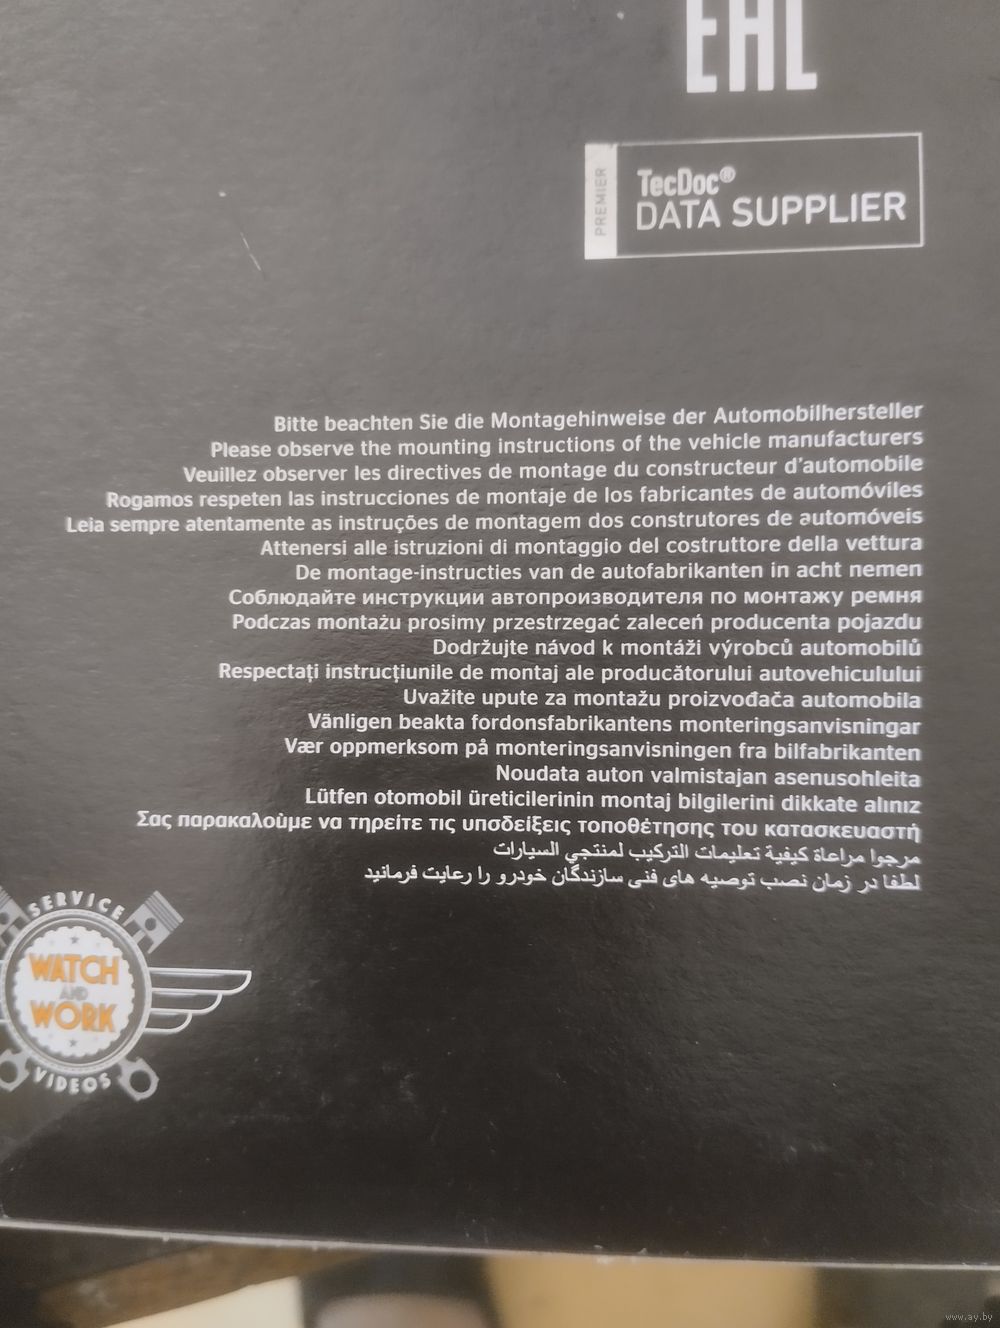 EAC
PREMIER
TecDoc®
DATA SUPPLIER
Bitte beachten Sie die Montagehinweise der Automobilhersteller
Please observe the mounting instructions of the vehicle manufacturers
Veuillez observer les directives de montage du constructeur d'automobile
Rogamos respeten las instrucciones de montaje de los fabricantes de automóviles
Leia sempre atentamente as instruções de montagem dos construtores de automóveis
Attenersi alle istruzioni di montaggio del costruttore della vettura
De montage-instructies van de autofabrikanten in acht nemen
Соблюдайте инструкции автопроизводителя по монтажу ремня
Podczas montażu prosimy przestrzegać zaleceń producenta pojazdu
Dodržujte návod k montáži výrobců automobilů
Respectaţi instrucţiunile de montaj ale producătorului autovehiculului
Uvažite upute za montažu proizvođača automobila
Vänligen beakta fordonsfabrikantens monteringsanvisningar
Vær oppmerksom på monteringsanvisningen fra bilfabrikanten
Noudata auton valmistajan asenusohleita
Lütfen otomobil üreticilerinin montaj bilgilerini dikkate alınız
Σας παρακαλοὺμε να τηρείτε τις υποδείξεις τοποθέτησης του κατασκευαστή
مرجوا مراعاة كيفية تعليمات التركيب لمنتجي السيارات
لطفا در زمان نصب توصیه های فنی سازندگان خودرو را رعایت فرمائید
SERVICE
WATCH
AND
WORK
VIDEOS
www.ay.by